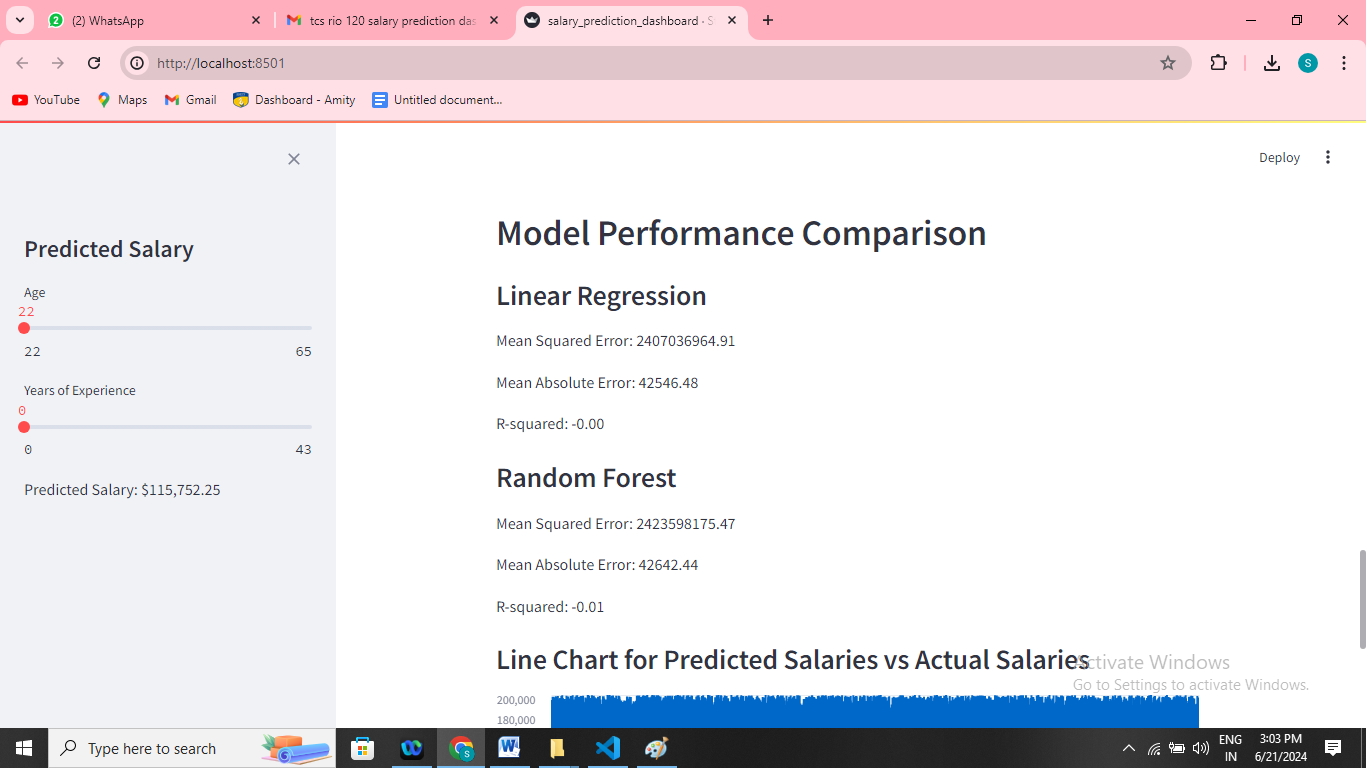 (2) WhatsApp
tcs rio 120 salary prediction das
salary_prediction_dashboard · S
http://localhost:8501
S
YouTube
Maps
Gmail
Dashboard - Amity
Untitled document...
Deploy
Predicted Salary
Age
22
22 65
Years of Experience
0
0 43
Predicted Salary: $115,752.25
Model Performance Comparison
Linear Regression
Mean Squared Error: 2407036964.91
Mean Absolute Error: 42546.48
R-squared: -0.00
Random Forest
Mean Squared Error: 2423598175.47
Mean Absolute Error: 42642.44
R-squared: -0.01
Line Chart for Predicted Salaries vs Actual Salaries
200,000
180,000
Activate Windows
Go to Settings to activate Windows.
Type here to search
S
W
ENG
IN
3:03 PM
6/21/2024